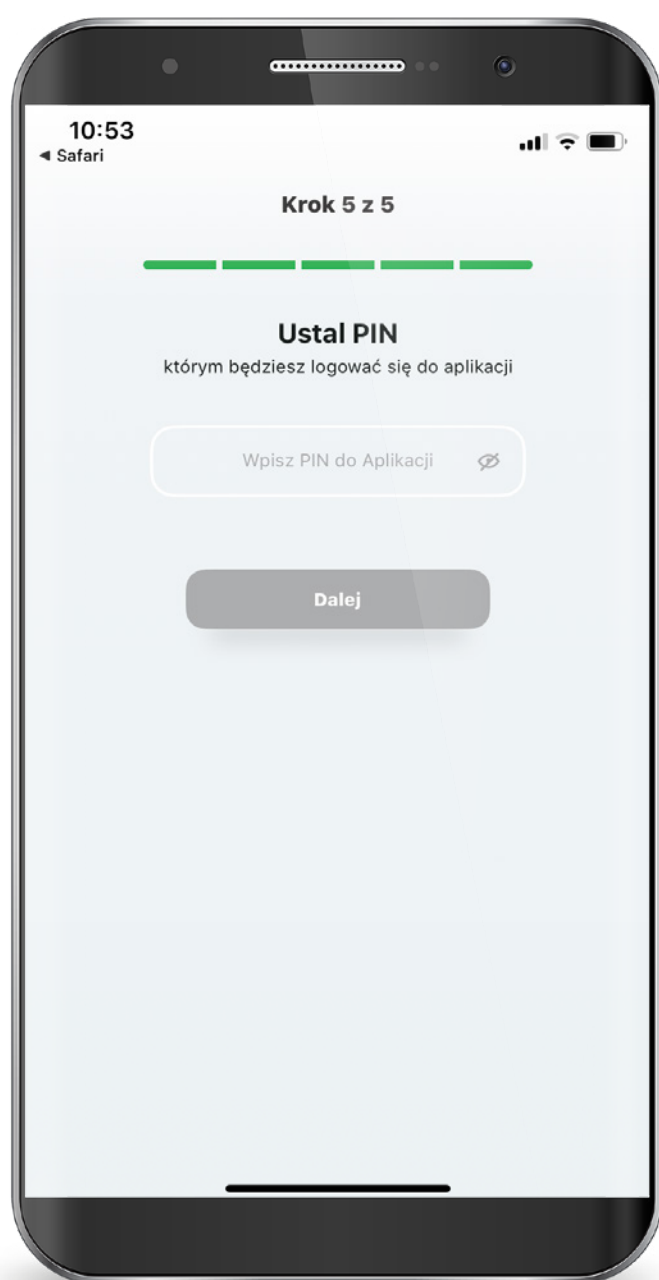 10:53
◄ Safari
Krok 5 z 5
Ustal PIN
którym będziesz logować się do aplikacji
Wpisz PIN do Aplikacji
Dalej